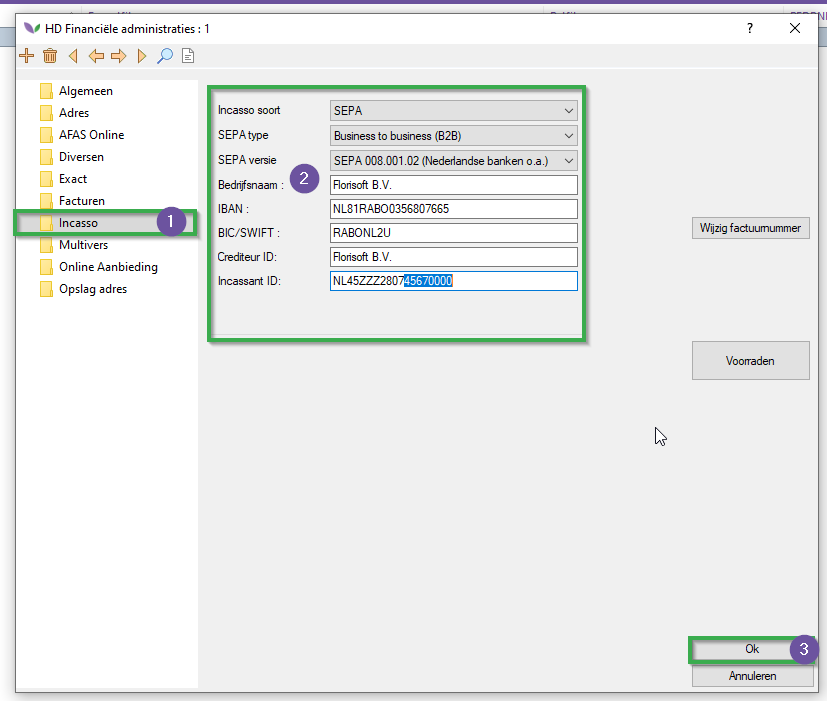 HD Financiële administraties : 1
?
Algemeen
Adres
AFAS Online
Diversen
Exact
Facturen
Incasso
1
Multivers
Online Aanbieding
Opslag adres
Incasso soort
SEPA
SEPA type
Business to business (B2B)
SEPA versie
SEPA 008.001.02 (Nederlandse banken o.a.)
2
Bedrijfsnaam :
Florisoft B.V.
IBAN :
NL81RABO0356807665
BIC/SWIFT :
RABONL2U
Crediteur ID:
Florisoft B.V.
Incassant ID:
NL45ZZZ280745670000
Wijzig factuurnummer
Voorraden
Ok
3
Annuleren